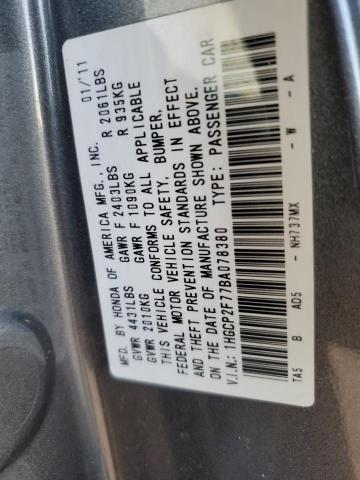 MFD. BY HONDA OF AMERICA MFG., INC. 01/11
GVWR 4431LBS GAWR F 2403LBS R 2061LBS
GVWR 2010KG GAWR F 1090KG R 935KG
THIS VEHICLE CONFORMS TO ALL APPLICABLE
FEDERAL MOTOR VEHICLE SAFETY, BUMPER,
AND THEFT PREVENTION STANDARDS IN EFFECT
ON THE DATE OF MANUFACTURE SHOWN ABOVE.
V.I.N.: 1HGCP2F77BA078380 TYPE: PASSENGER CAR
TA5 B AD5 - NH737MX - W - A